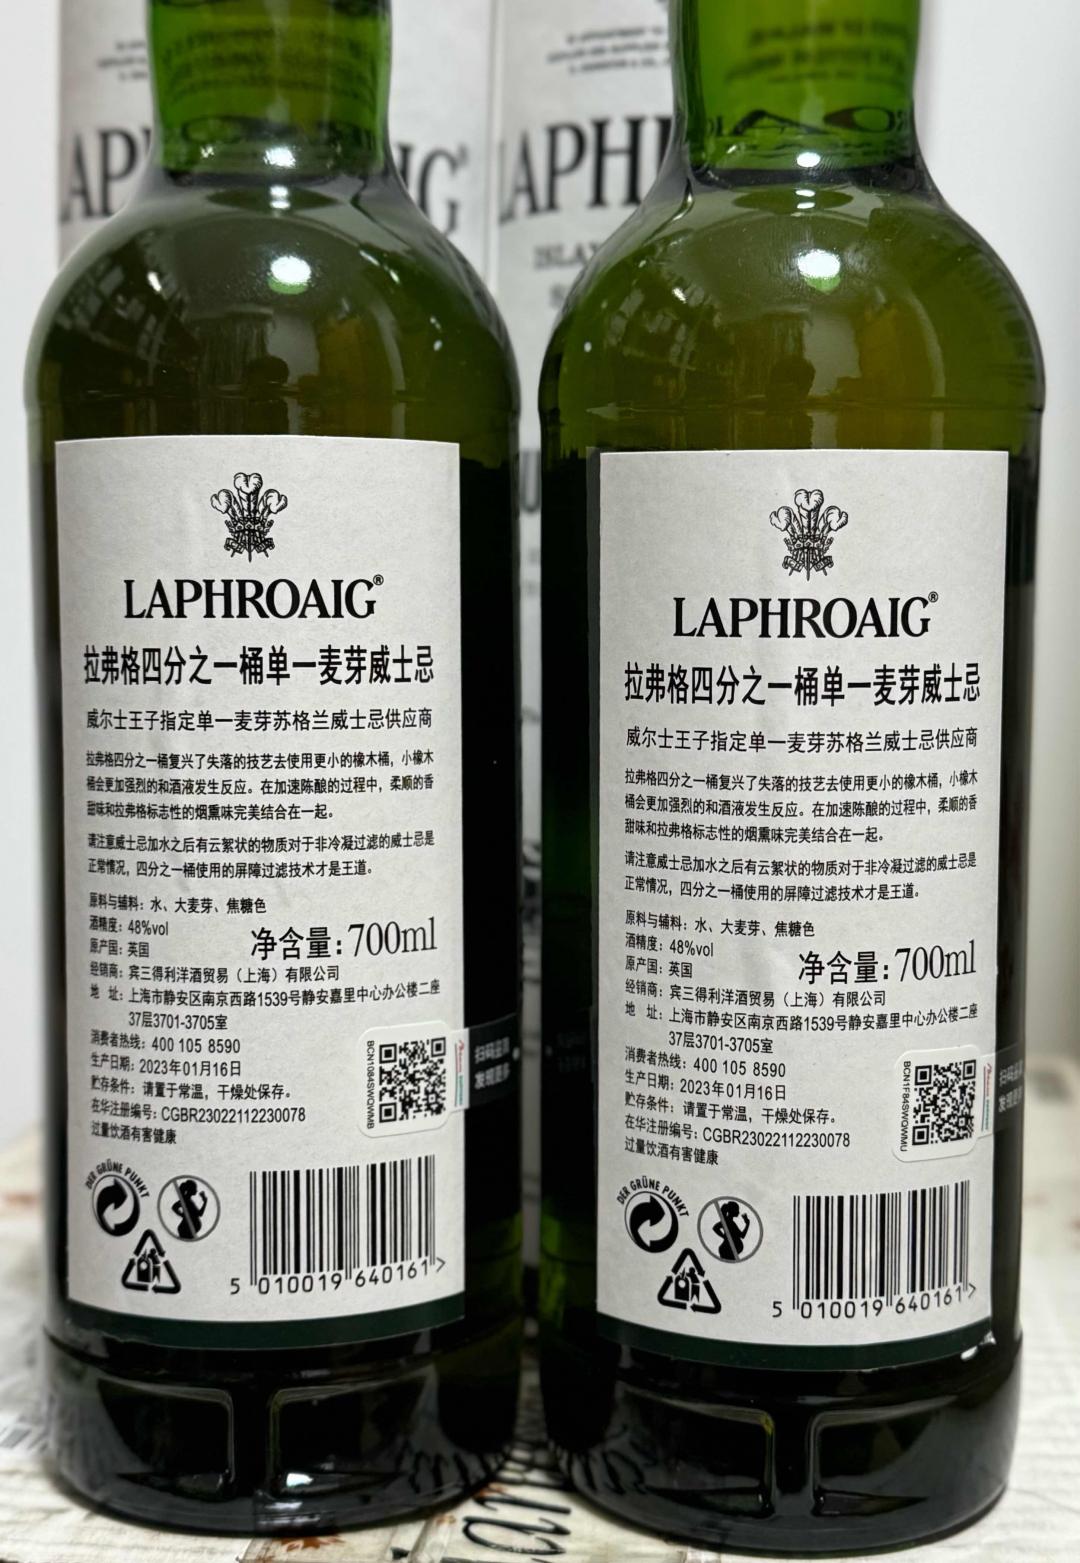 LAPHROAIG®
拉弗格四分之一桶单一麦芽威士忌
威尔士王子指定单一麦芽苏格兰威士忌供应商
拉弗格四分之一桶复兴了失落的技艺去使用更小的橡木桶，小橡木
桶会更加强烈的和酒液发生反应。在加速陈酿的过程中，柔顺的香
甜味和拉弗格标志性的烟熏味完美结合在一起。
请注意威士忌加水之后有云絮状的物质对于非冷凝过滤的威士忌是
正常情况，四分之一桶使用的屏障过滤技术才是王道。
原料与辅料：水、大麦芽、焦糖色
酒精度：48%vol
原产国：英国
净含量：700ml
经销商：宾三得利洋酒贸易（上海）有限公司
地 址：上海市静安区南京西路1539号静安嘉里中心办公楼二座
37层3701-3705室
消费者热线：400 105 8590
生产日期：2023年01月16日
贮存条件：请置于常温，干燥处保存。
在华注册编号：CGBR23022112230078
过量饮酒有害健康
BCN1084SWQWMB
DER GRÜNE PUNKT
5 010019 640161 >
LAPHROAIG®
拉弗格四分之一桶单一麦芽威士忌
威尔士王子指定单一麦芽苏格兰威士忌供应商
拉弗格四分之一桶复兴了失落的技艺去使用更小的橡木桶，小橡木
桶会更加强烈的和酒液发生反应。在加速陈酿的过程中，柔顺的香
甜味和拉弗格标志性的烟熏味完美结合在一起。
请注意威士忌加水之后有云絮状的物质对于非冷凝过滤的威士忌是
正常情况，四分之一桶使用的屏障过滤技术才是王道。
原料与辅料：水、大麦芽、焦糖色
酒精度：48%vol
原产国：英国
净含量：700ml
经销商：宾三得利洋酒贸易（上海）有限公司
地 址：上海市静安区南京西路1539号静安嘉里中心办公楼二座
37层3701-3705室
消费者热线：400 105 8590
生产日期：2023年01月16日
贮存条件：请置于常温，干燥处保存。
在华注册编号：CGBR23022112230078
过量饮酒有害健康
BCN1F84SWQWMU
DER GRÜNE PUNKT
5 010019 640161 >